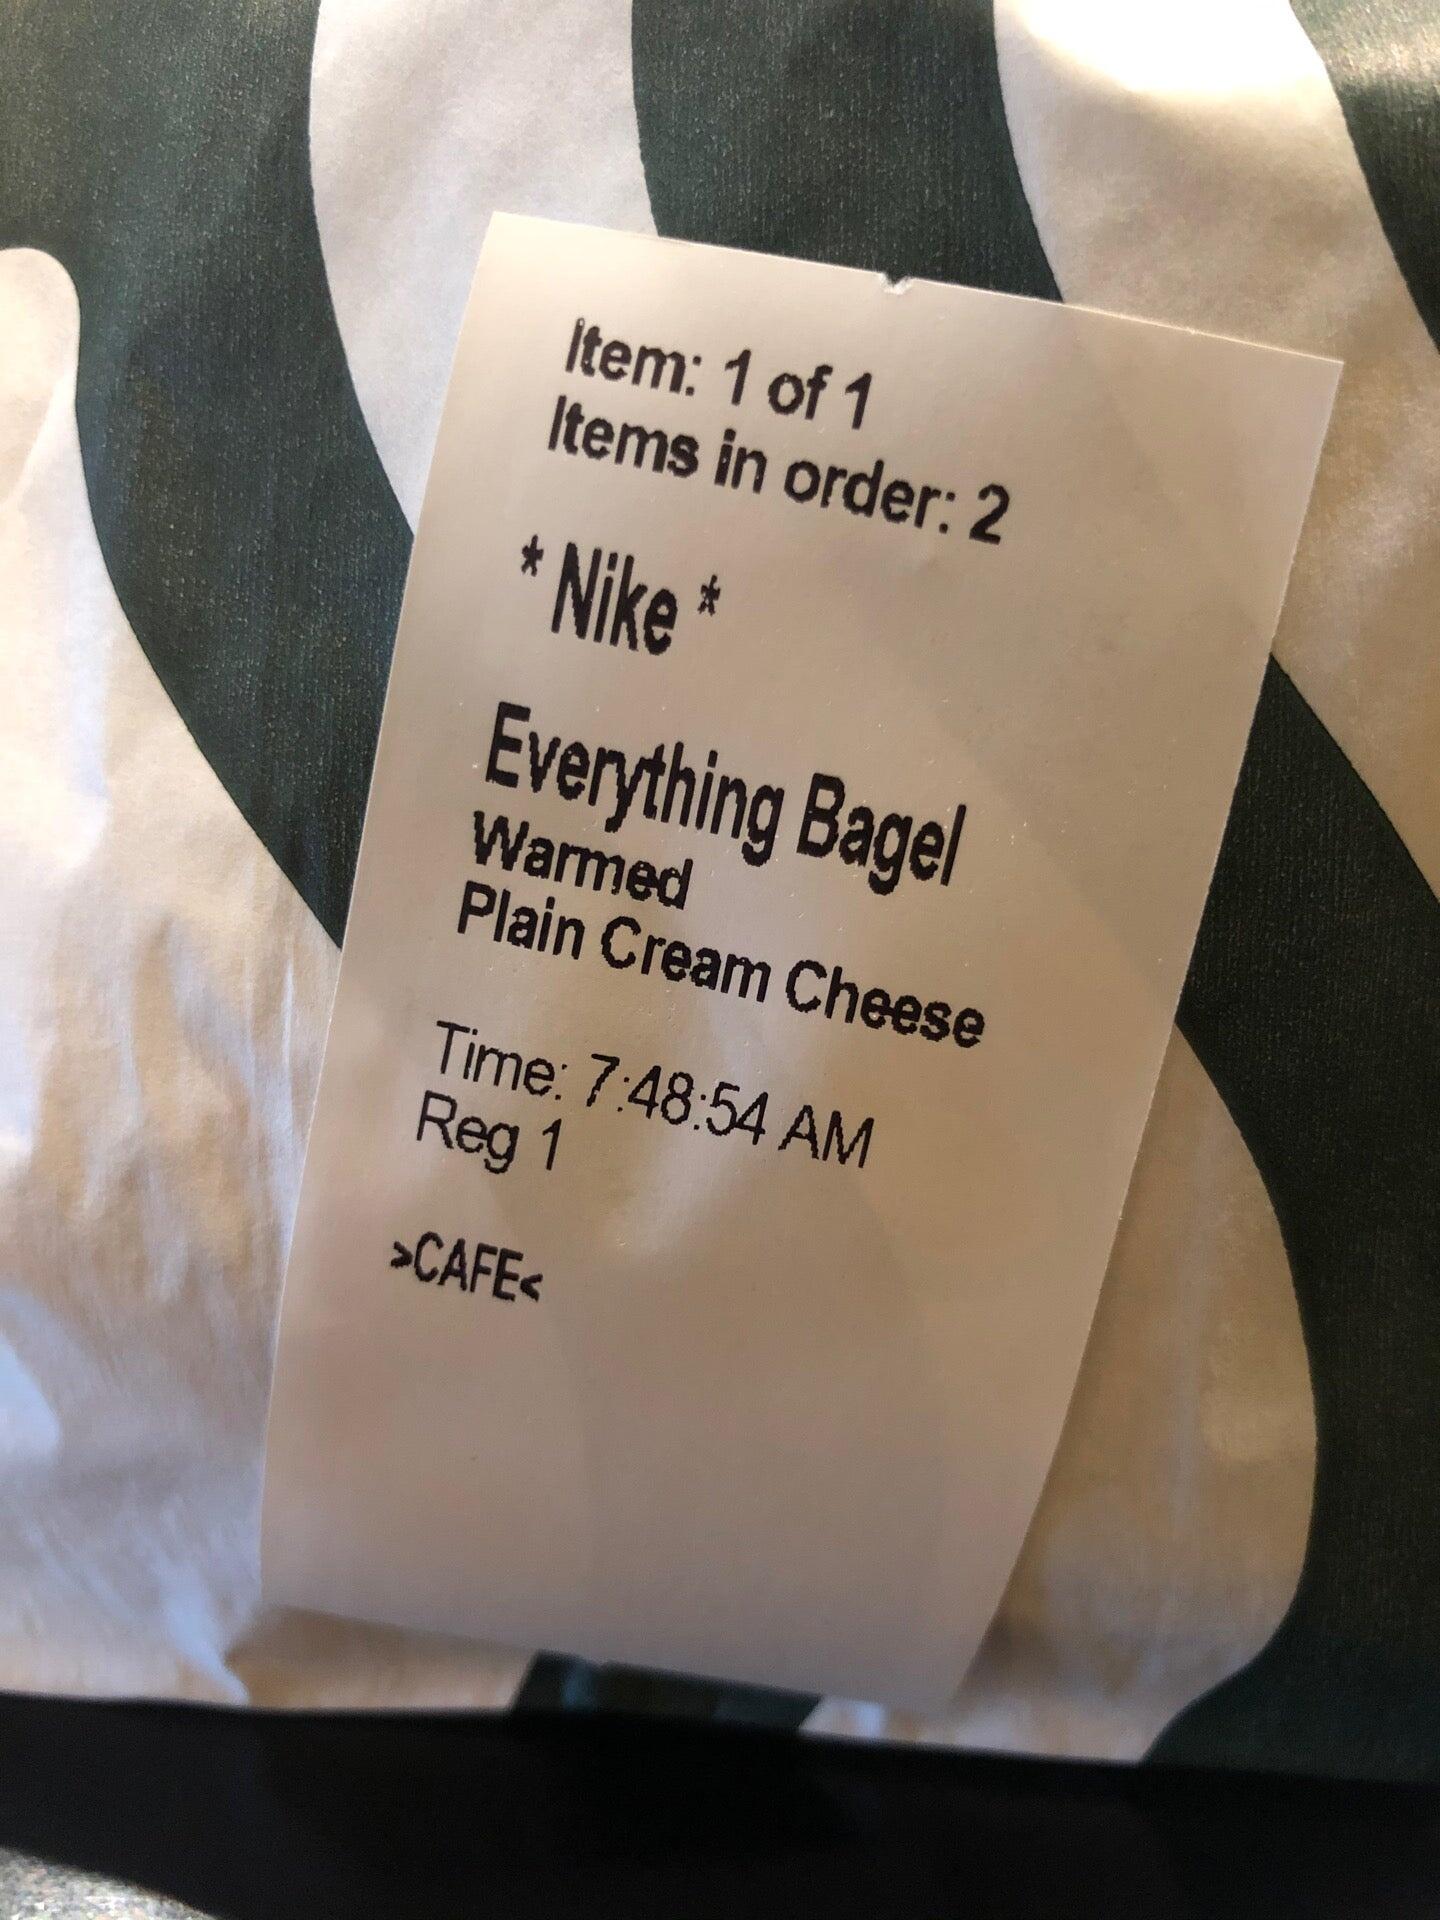 Item: 1 of 1
Items in order: 2
* Nike *
Everything Bagel
Warmed
Plain Cream Cheese
Time: 7:48:54 AM
Reg 1
>CAFE<